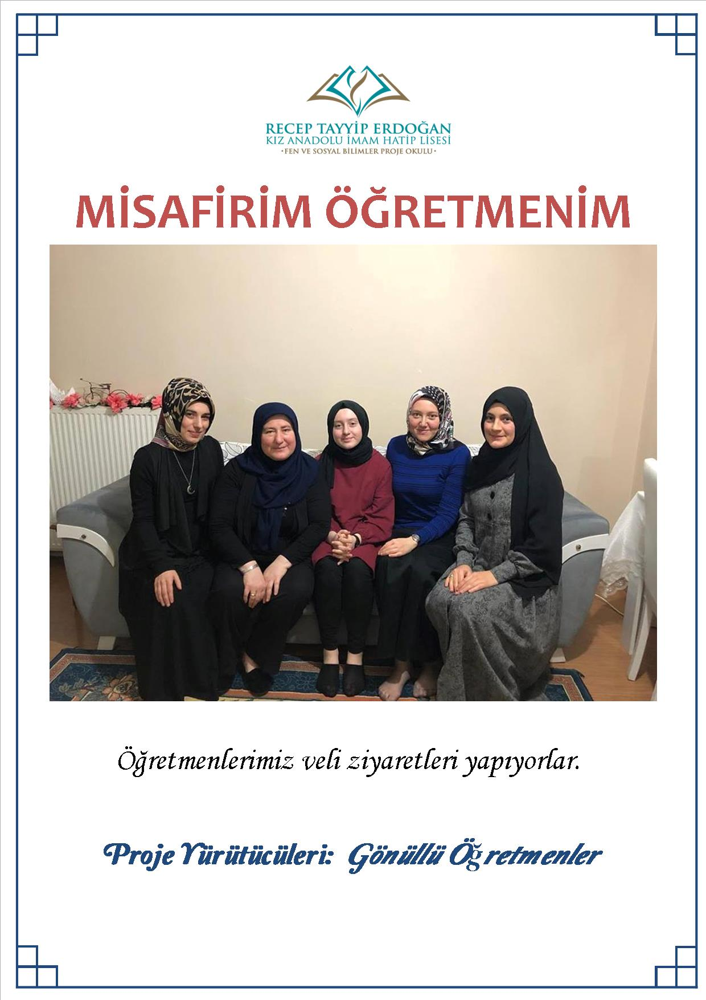 RECEP TAYYİP ERDOĞAN
KIZ ANADOLU İMAM HATİP LİSESİ
•FEN VE SOSYAL BİLİMLER PROJE OKULU•
MİSAFİRİM ÖĞRETMENİM
Öğretmenlerimiz veli ziyaretleri yapıyorlar.
Proje Yürütücüleri: Gönüllü Öğretmenler